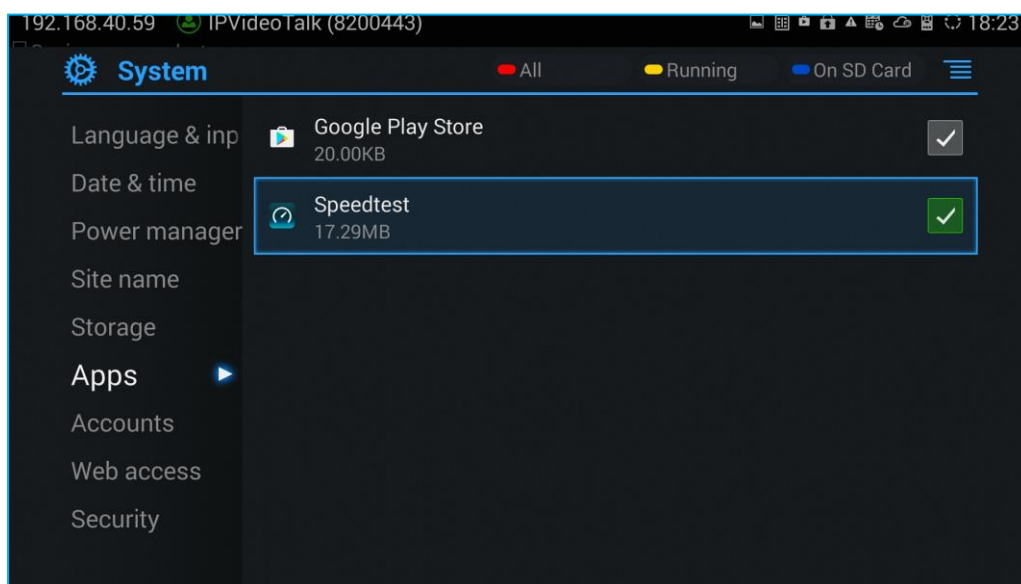 192.168.40.59 IPVideoTalk (8200443) 18:23
System All Running On SD Card
Language & inp
Date & time
Power manager
Site name
Storage
Apps
Accounts
Web access
Security
Google Play Store
20.00KB
Speedtest
17.29MB